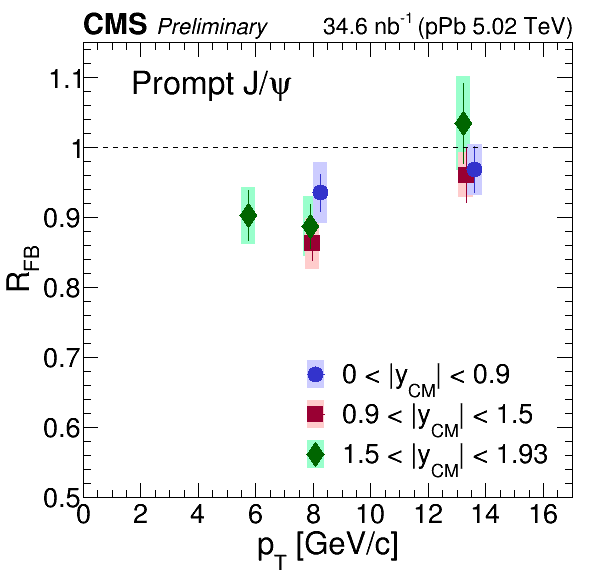 CMS Preliminary 34.6 nb⁻¹ (pPb 5.02 TeV)
Prompt J/ψ
1.1
1
0.9
0.8
0.7
0.6
0.5
R_FB
0 < |y_CM| < 0.9
0.9 < |y_CM| < 1.5
1.5 < |y_CM| < 1.93
0 2 4 6 8 10 12 14 16
p_T [GeV/c]